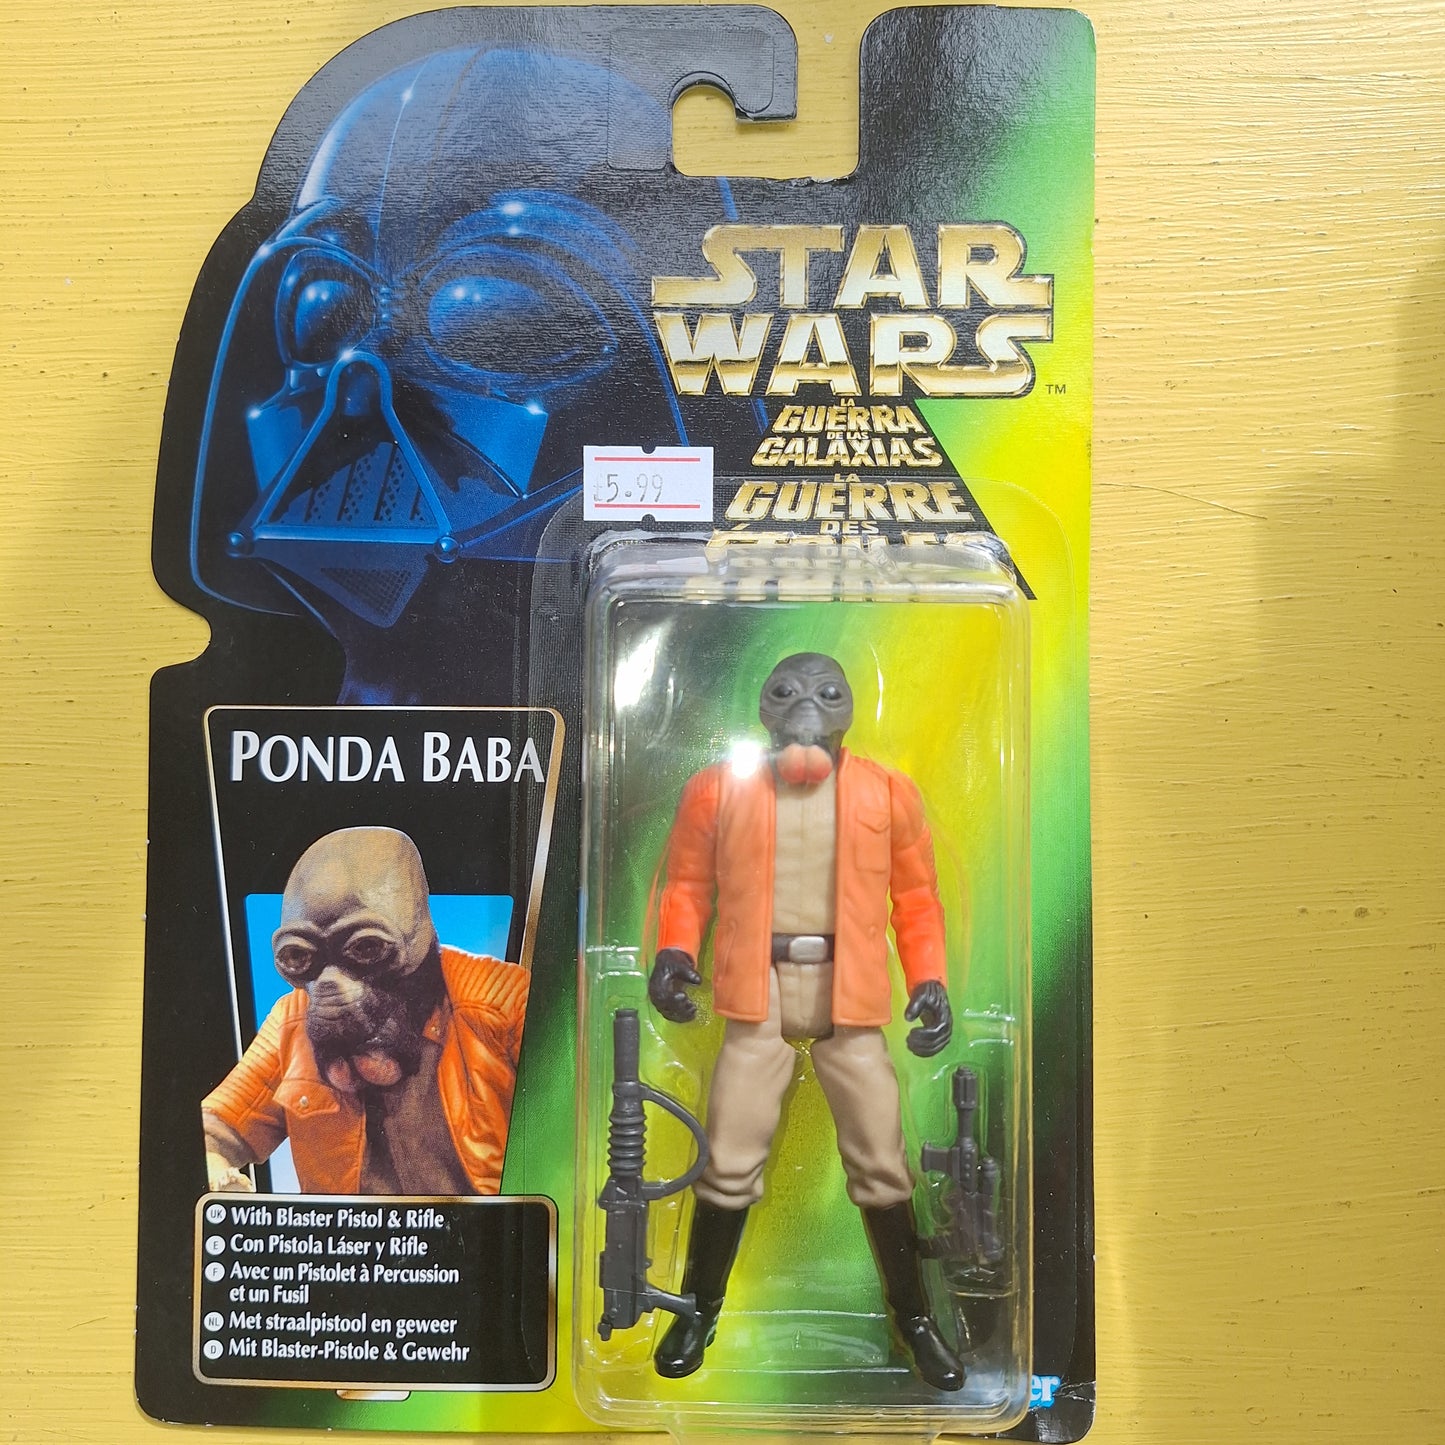 STAR
WARS
TM
LA
GUERRA
DE LAS
GALAXIAS
LA
GUERRE
DES
£5.99
PONDA BABA
UK With Blaster Pistol & Rifle
E Con Pistola Láser y Rifle
F Avec un Pistolet à Percussion
et un Fusil
NL Met straalpistool en geweer
D Mit Blaster-Pistole & Gewehr